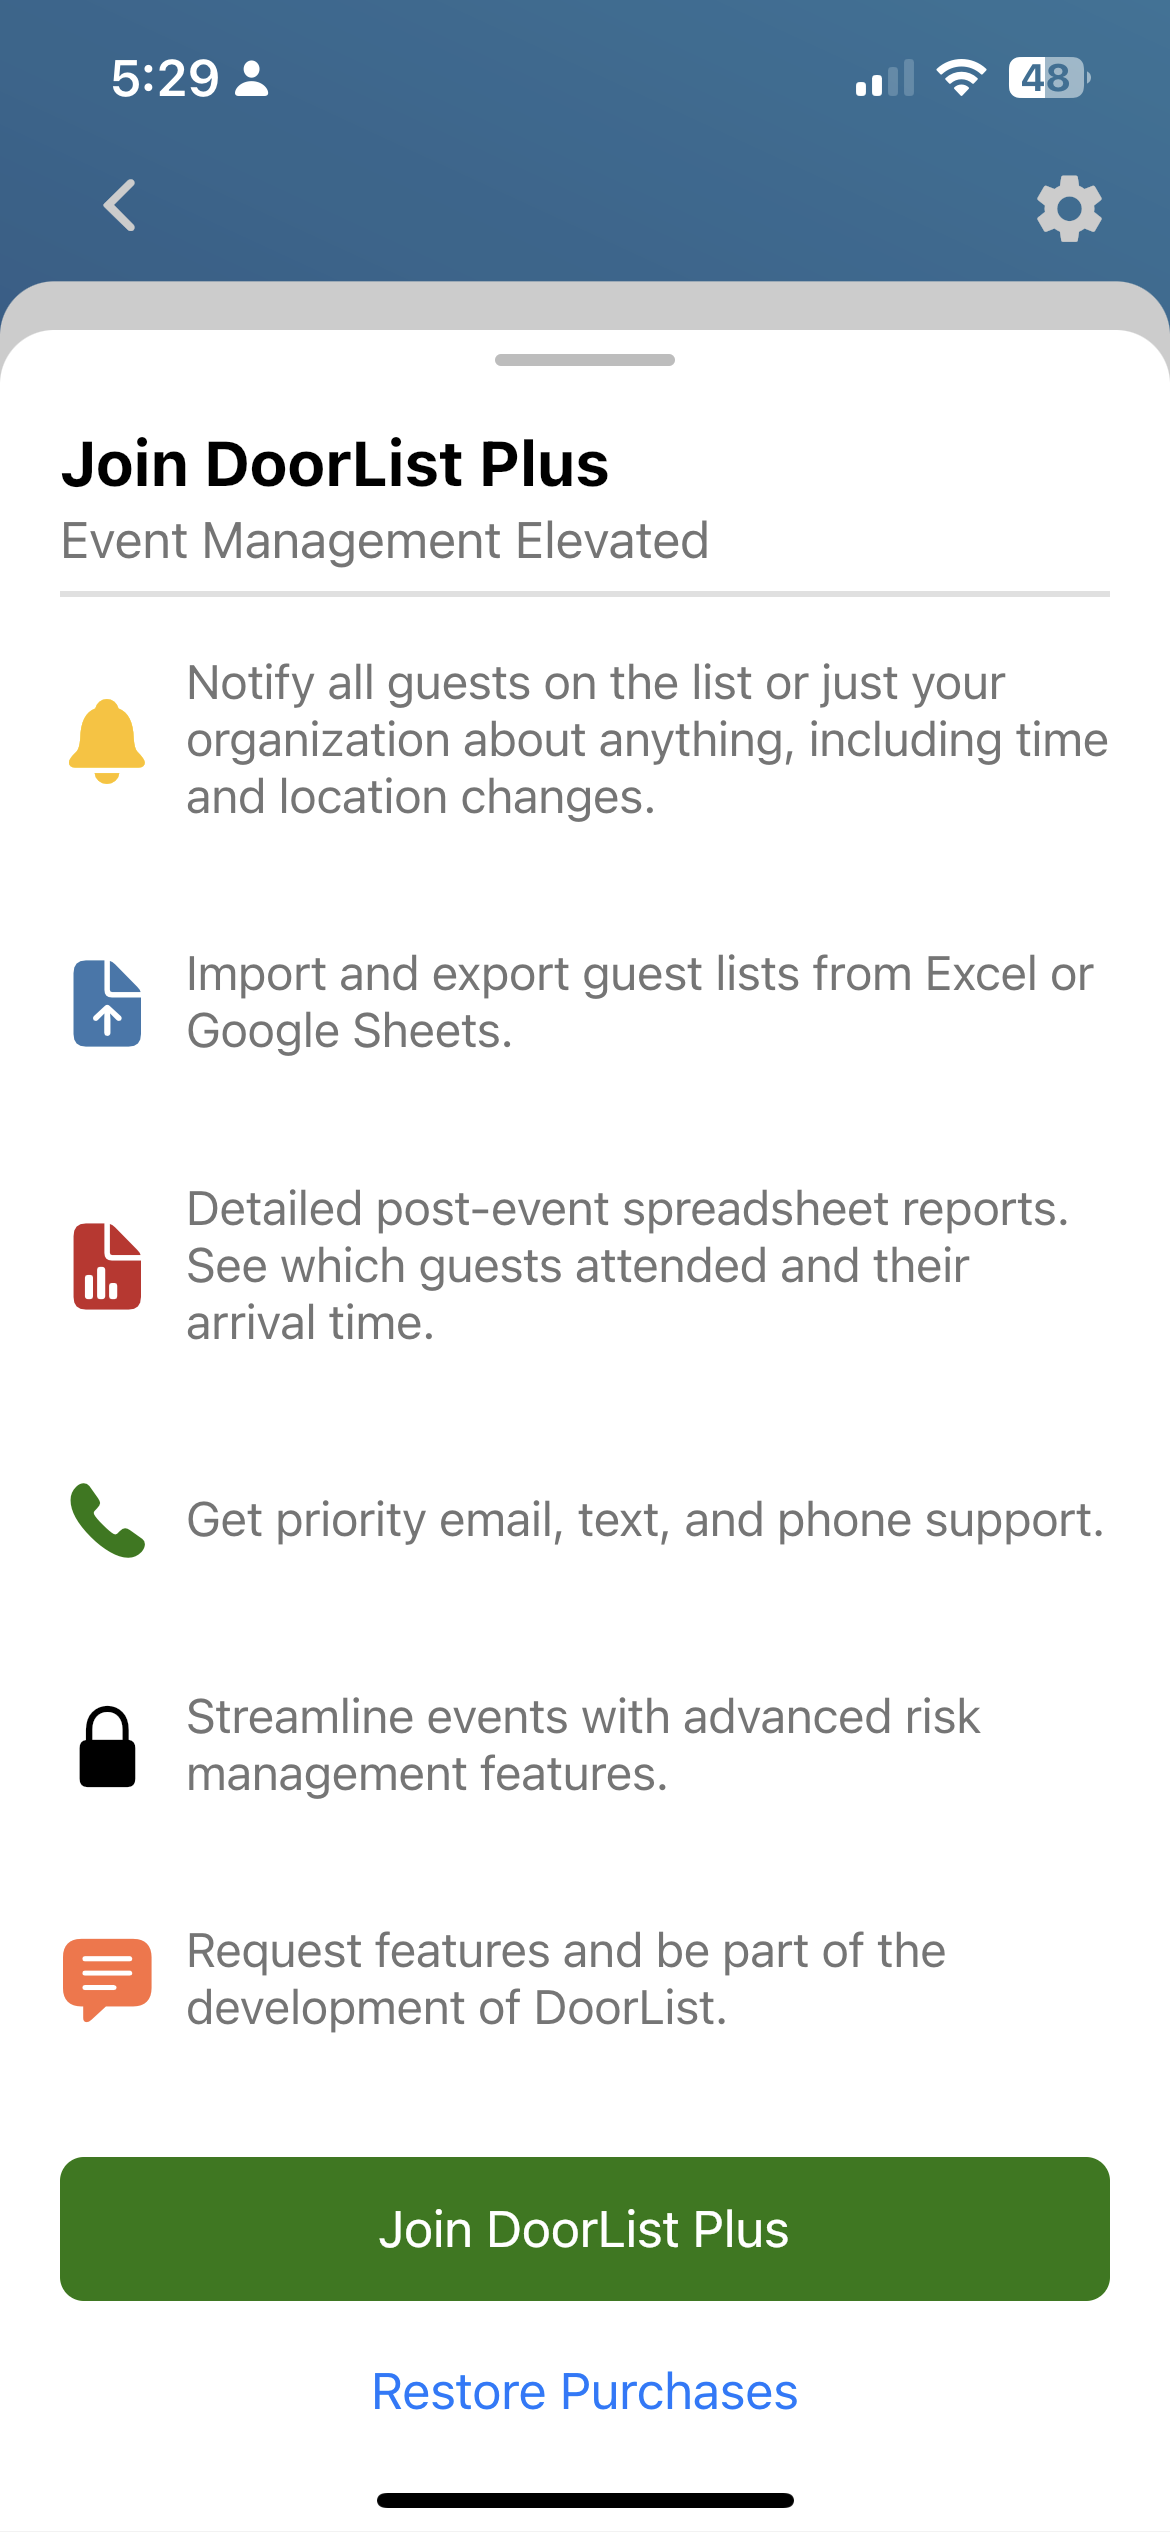 5:29
48
Join DoorList Plus
Event Management Elevated
Notify all guests on the list or just your
organization about anything, including time
and location changes.
Import and export guest lists from Excel or
Google Sheets.
Detailed post-event spreadsheet reports.
See which guests attended and their
arrival time.
Get priority email, text, and phone support.
Streamline events with advanced risk
management features.
Request features and be part of the
development of DoorList.
Join DoorList Plus
Restore Purchases